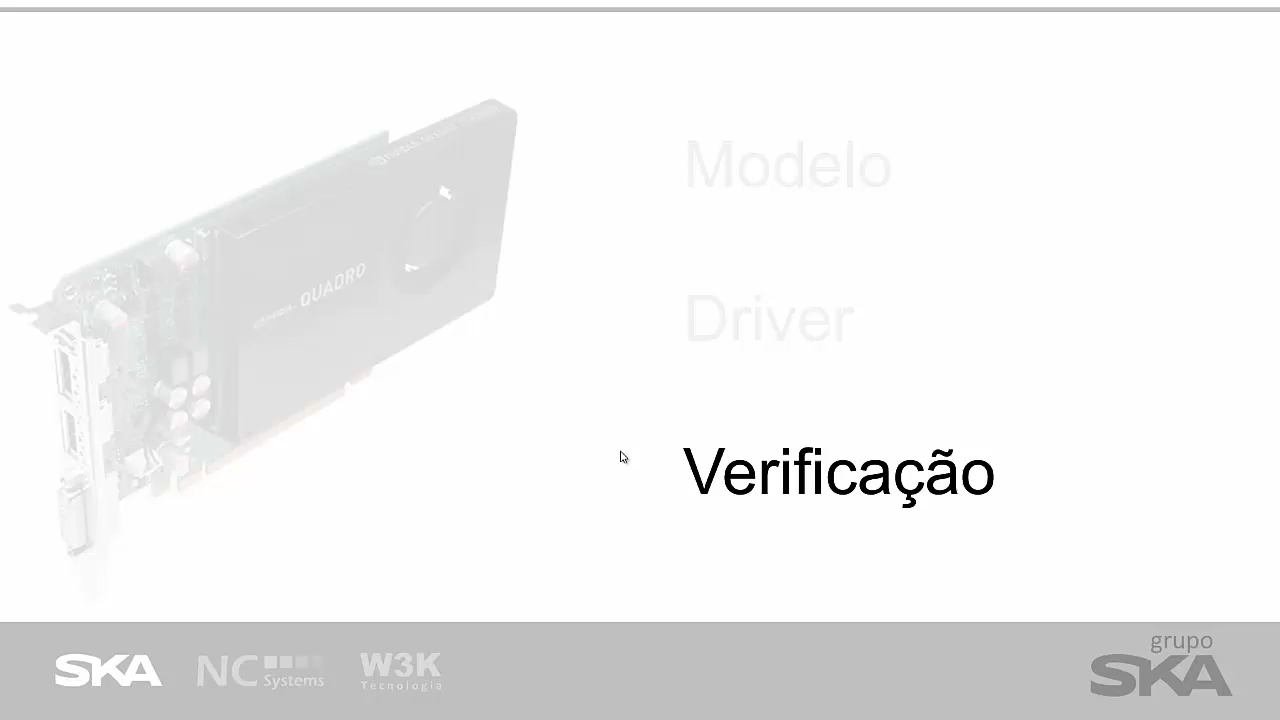 Modelo
QUADRO
Driver
Verificação
SKA
NC Systems
W3K
Tecnologia
grupo
SKA